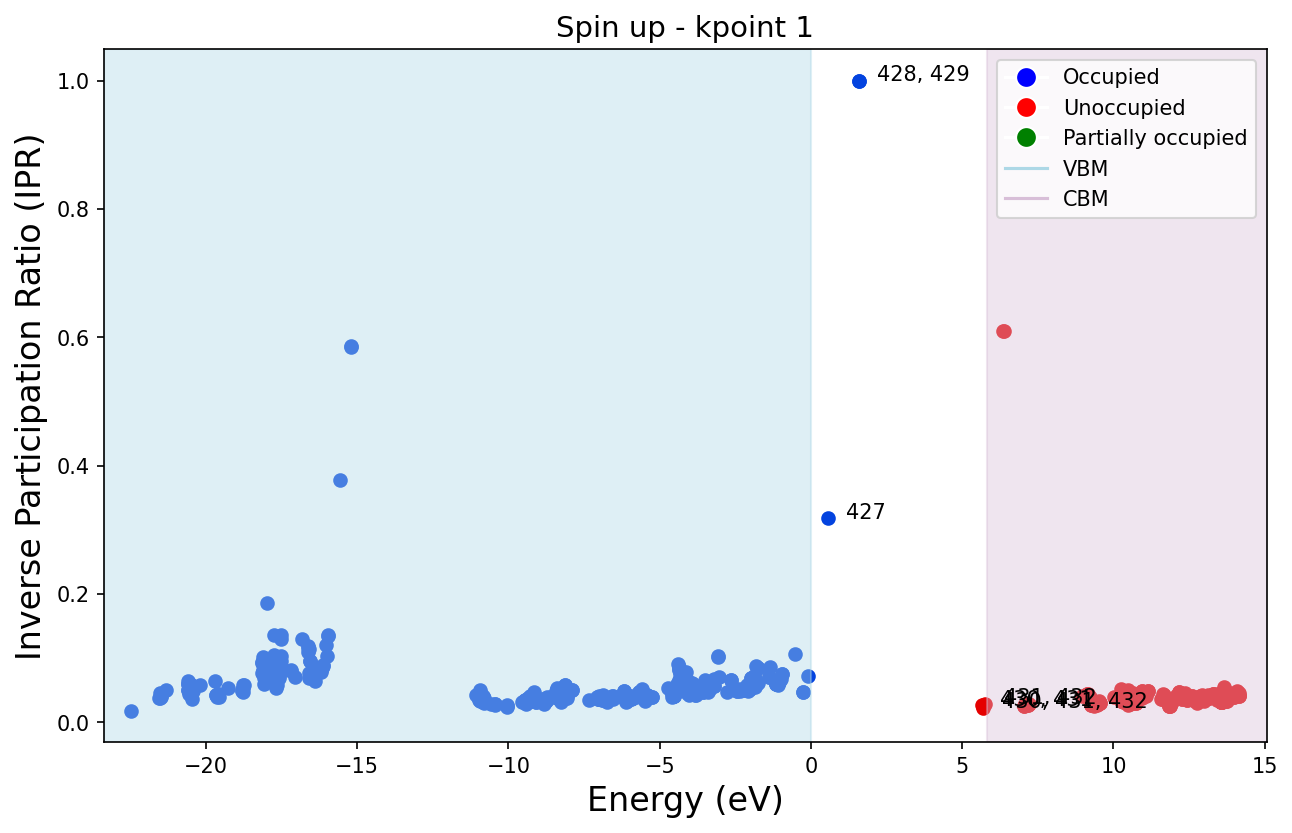 Spin up - kpoint 1
Inverse Participation Ratio (IPR)
1.0
0.8
0.6
0.4
0.2
0.0
428, 429
427
Occupied
Unoccupied
Partially occupied
VBM
CBM
−20
−15
−10
−5
0
5
10
15
Energy (eV)